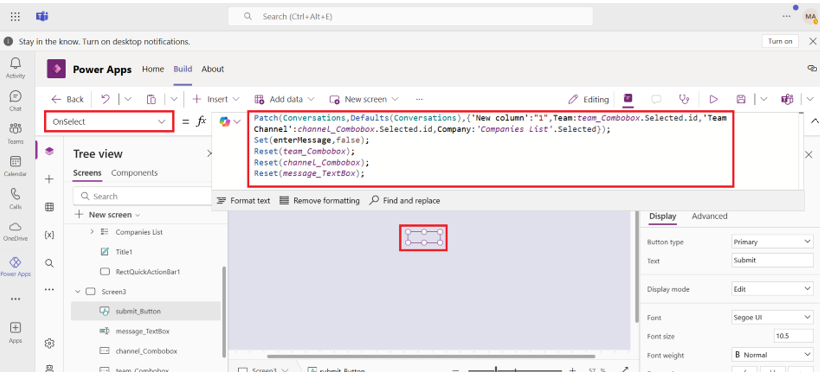 Search (Ctrl+Alt+E)
MA
Stay in the know. Turn on desktop notifications.
Turn on
Activity
Chat
Teams
Calendar
Calls
OneDrive
Power Apps
Apps
Power Apps Home Build About
Back
Insert
Add data
New screen
Editing
OnSelect
= fx
Patch(Conversations,Defaults(Conversations),{'New column':"1",Team:team_Combobox.Selected.id,'Team
Channel':channel_Combobox.Selected.id,Company:'Companies List'.Selected});
Set(enterMessage,false);
Reset(team_Combobox);
Reset(channel_Combobox);
Reset(message_TextBox);
Format text
Remove formatting
Find and replace
Tree view
Screens Components
Search
New screen
Companies List
Title1
RectQuickActionBar1
Screen3
submit_Button
message_TextBox
channel_Combobox
team_Combobox
Screen3
submit_Button
57 %
Display Advanced
Button type Primary
Text Submit
Display mode Edit
Font Segoe UI
Font size 10.5
Font weight B Normal